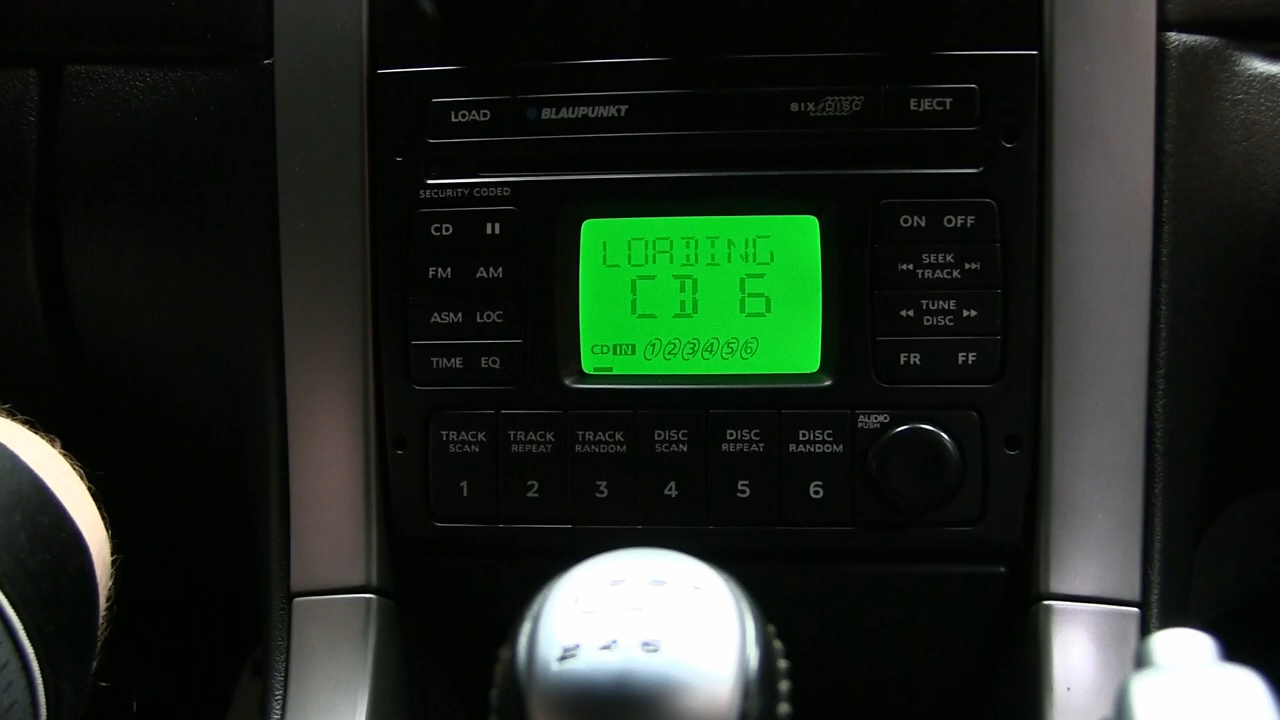 LOAD BLAUPUNKT SIX DISC EJECT
SECURITY CODED
CD
FM AM
ASM LOC
TIME EQ
LOADING
CD 6
CD IN 1 2 3 4 5 6
ON OFF
SEEK
TRACK
TUNE
DISC
FR FF
TRACK SCAN 1
TRACK REPEAT 2
TRACK RANDOM 3
DISC SCAN 4
DISC REPEAT 5
DISC RANDOM 6
AUDIO
PUSH